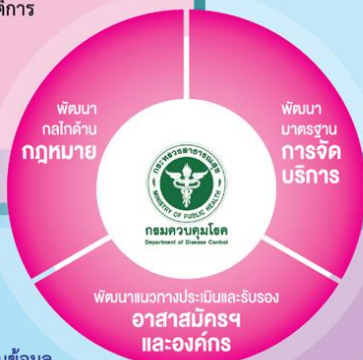 ติการ
พัฒนา
กลไกด้าน
กฎหมาย
พัฒนา
มาตรฐาน
การจัด
บริการ
กระทรวงสาธารณสุข
MINISTRY OF PUBLIC HEALTH
กรมควบคุมโรค
Department of Disease Control
พัฒนาแนวทางประเมินและรับรอง
อาสาสมัครฯ
และองค์กร
ข้อมูล